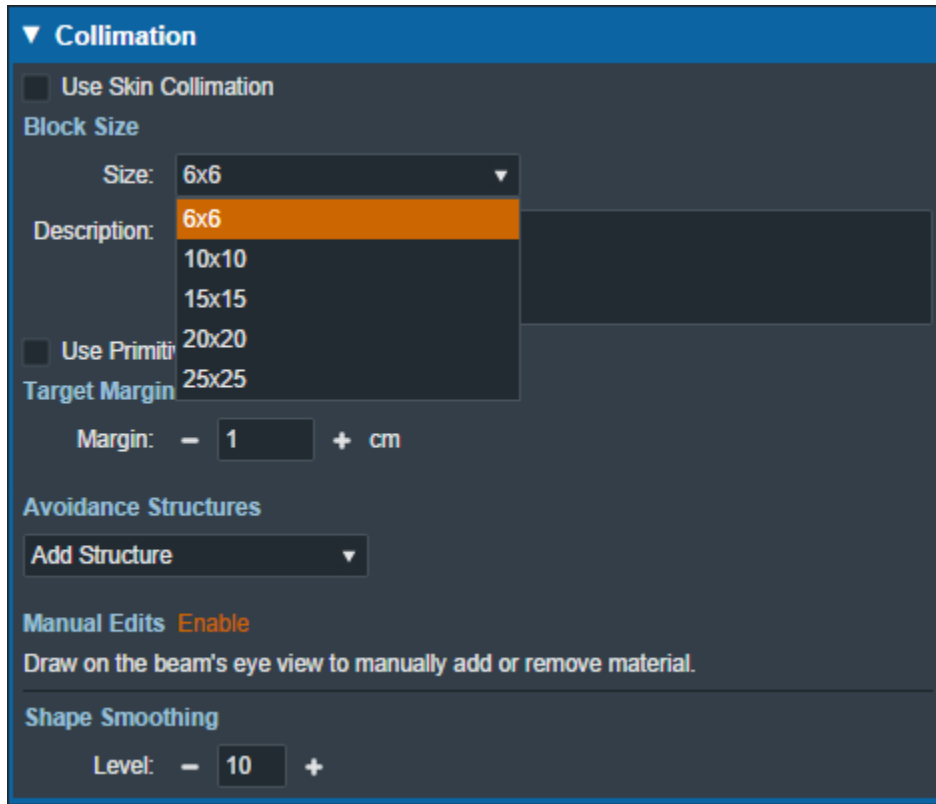 Collimation
Use Skin Collimation
Block Size
Size: 6x6
Description:
6x6
10x10
15x15
20x20
25x25
Use
Target Margin
Margin: 1 cm
Avoidance Structures
Add Structure
Manual Edits Enable
Draw on the beam's eye view to manually add or remove material.
Shape Smoothing
Level: 10